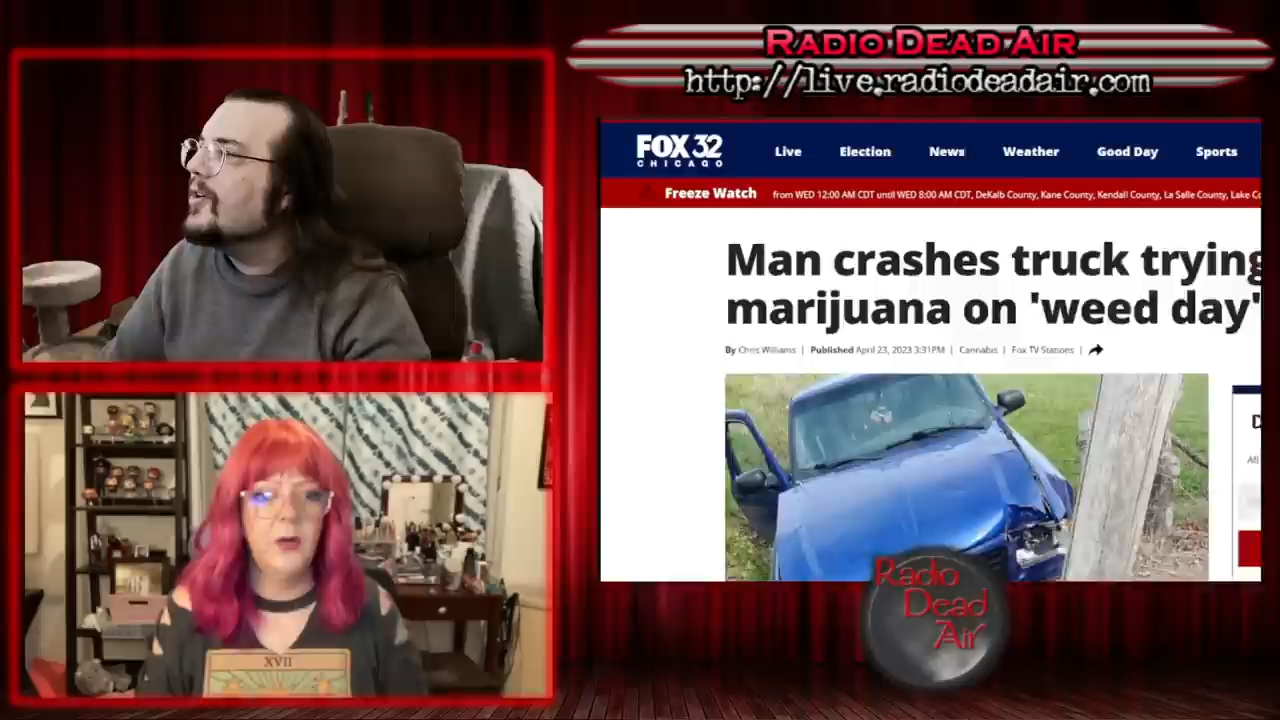 RADIO DEAD AIR
http://live.radiodeadair.com
FOX 32
CHICAGO
Live Election News Weather Good Day Sports
Freeze Watch from WED 12:00 AM CDT until WED 8:00 AM CDT, DeKalb County, Kane County, Kendall County, La Salle County, Lake Co
Man crashes truck trying
marijuana on 'weed day'
By Chris Williams | Published April 23, 2023 3:31PM | Cannabis | Fox TV Stations |
D
All
XVII
Radio
Dead
Air